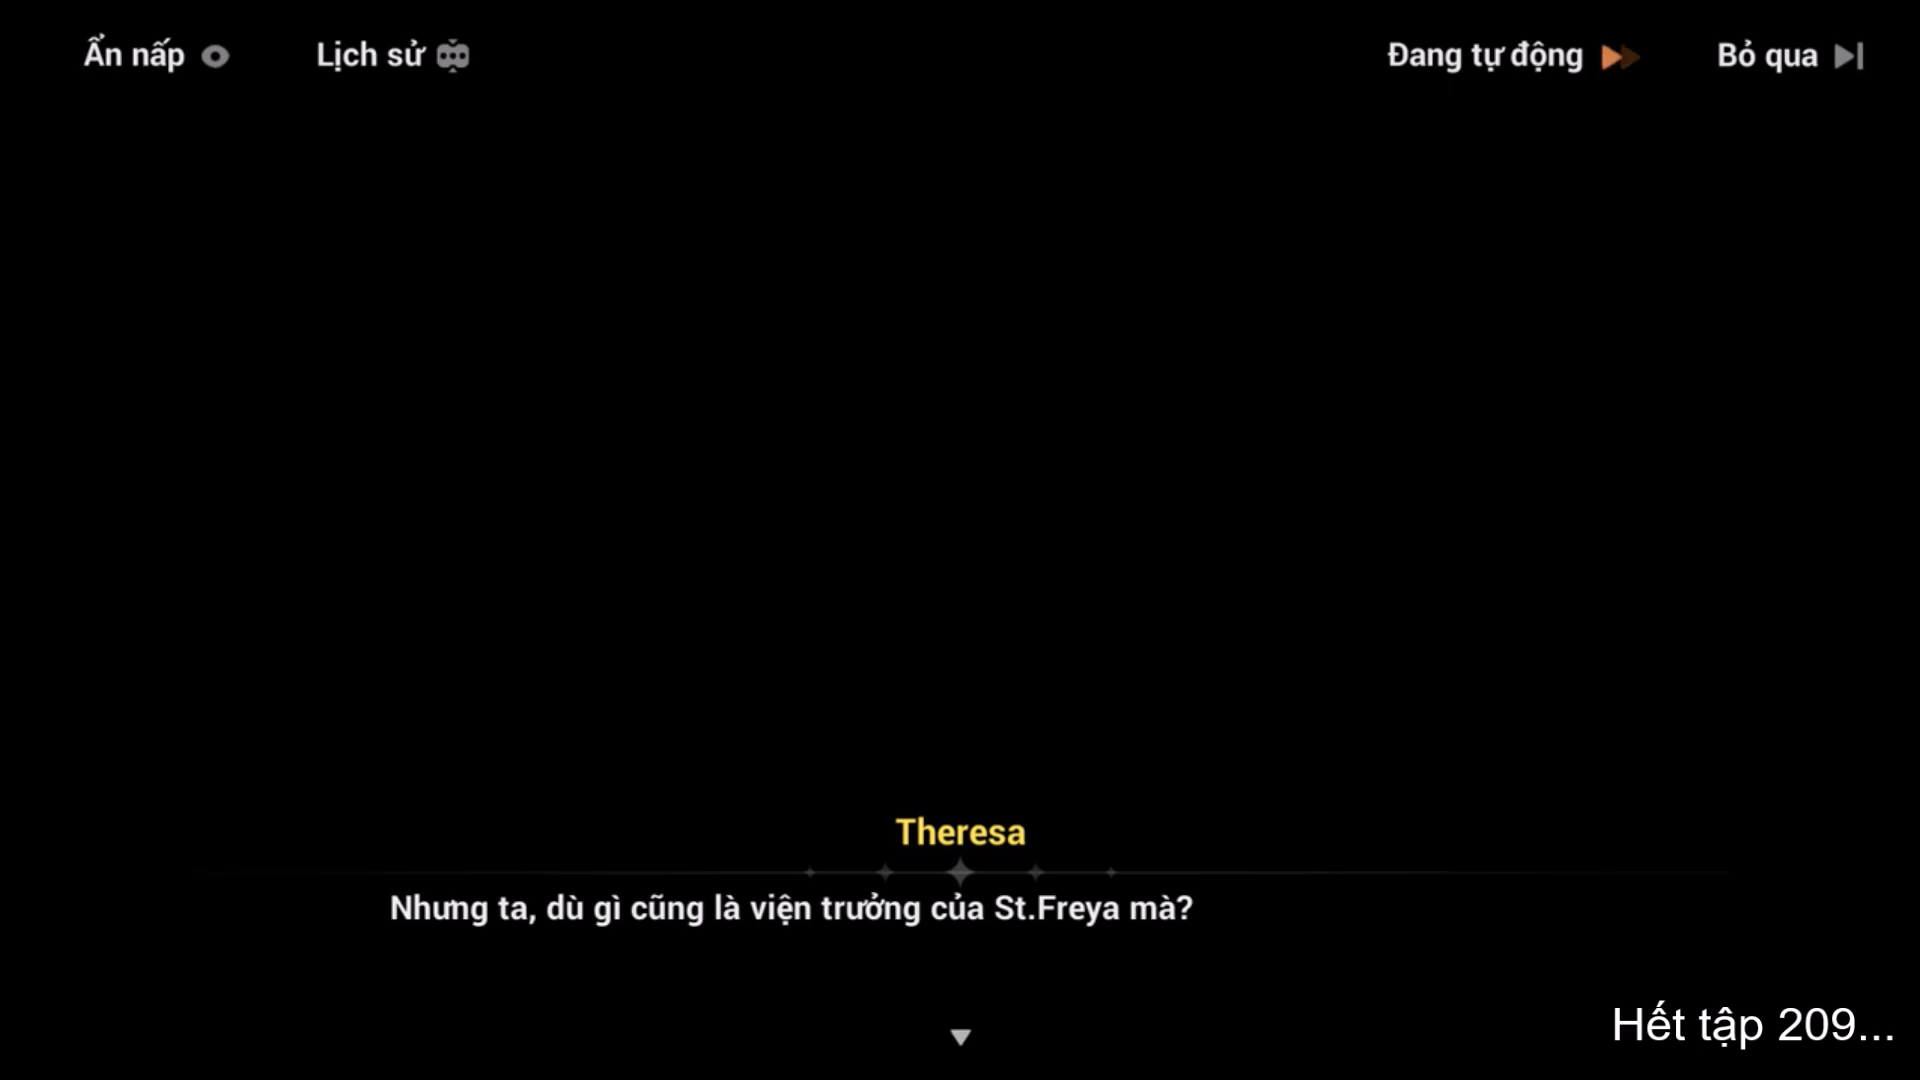 Ẩn nấp
Lịch sử
Đang tự động
Bỏ qua
Theresa
Nhưng ta, dù gì cũng là viện trưởng của St.Freya mà?
Hết tập 209...